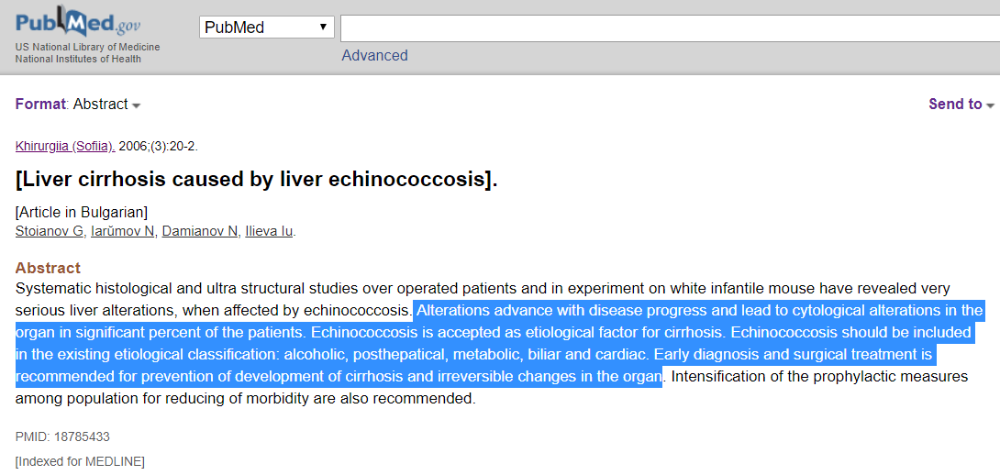 PubMed.gov
US National Library of Medicine
National Institutes of Health
PubMed
Advanced
Format: Abstract
Send to
Khirurgiia (Sofiia). 2006;(3):20-2.
[Liver cirrhosis caused by liver echinococcosis].
[Article in Bulgarian]
Stoianov G, Iarŭmov N, Damianov N, Ilieva Iu.
Abstract
Systematic histological and ultra structural studies over operated patients and in experiment on white infantile mouse have revealed very
serious liver alterations, when affected by echinococcosis. Alterations advance with disease progress and lead to cytological alterations in the
organ in significant percent of the patients. Echinococcosis is accepted as etiological factor for cirrhosis. Echinococcosis should be included
in the existing etiological classification: alcoholic, posthepatical, metabolic, biliar and cardiac. Early diagnosis and surgical treatment is
recommended for prevention of development of cirrhosis and irreversible changes in the organ. Intensification of the prophylactic measures
among population for reducing of morbidity are also recommended.
PMID: 18785433
[Indexed for MEDLINE]